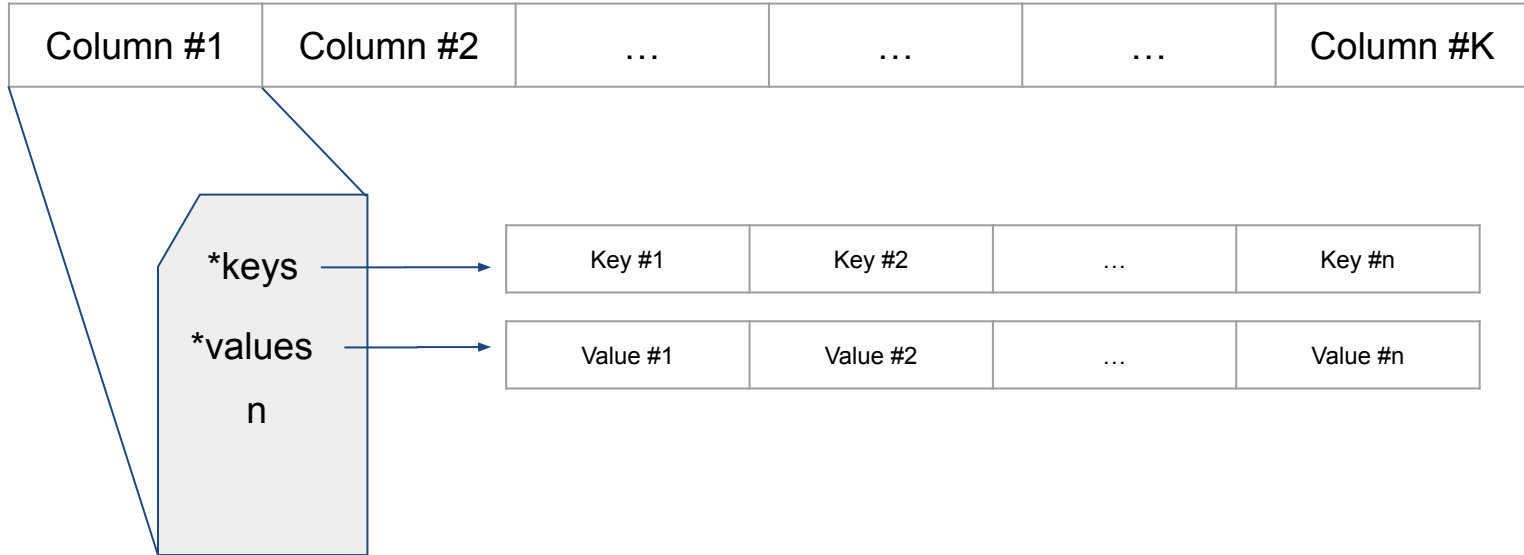 Column #1 Column #2 … … … Column #K
*keys Key #1 Key #2 … Key #n
*values Value #1 Value #2 … Value #n
n